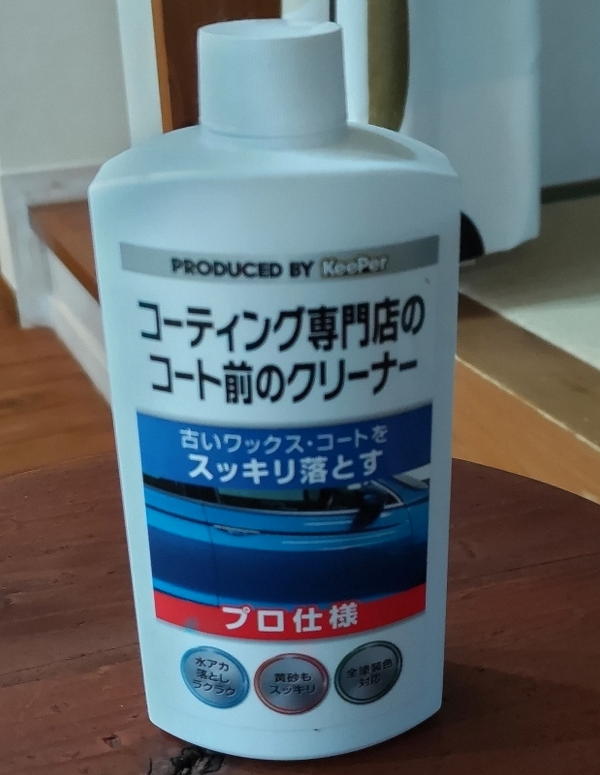 PRODUCED BY KeePer
コーティング専門店の
コート前のクリーナー
古いワックス・コートを
スッキリ落とす
プロ仕様
水アカ
落とし
ラクラク
黄砂も
スッキリ
全塗装色
対応